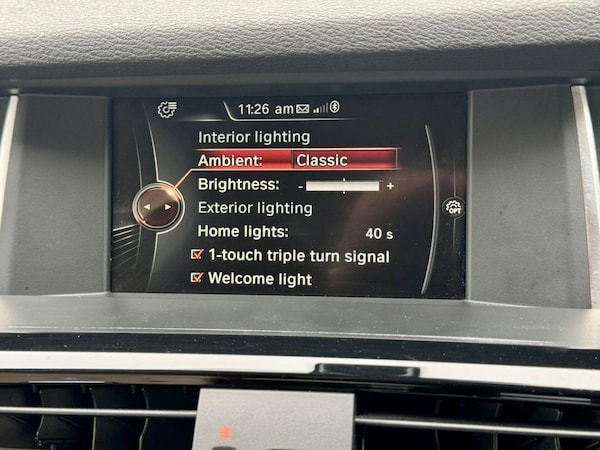 11:26 am
Interior lighting
Ambient: Classic
Brightness: - +
Exterior lighting
Home lights: 40 s
1-touch triple turn signal
Welcome light
OPT